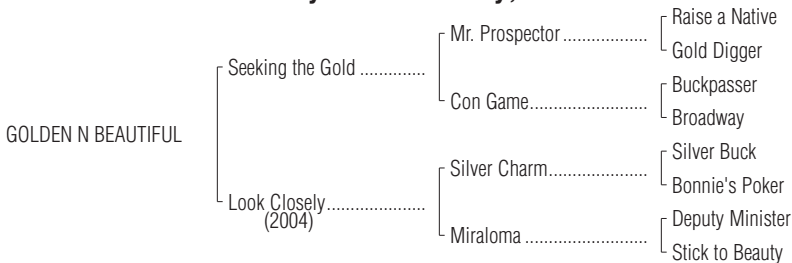 Raise a Native
Mr. Prospector..................
Gold Digger
Seeking the Gold ..............
Buckpasser
Con Game.........................
Broadway
GOLDEN N BEAUTIFUL
Silver Buck
Silver Charm.....................
Bonnie's Poker
Look Closely.....................
(2004)
Deputy Minister
Miraloma ..........................
Stick to Beauty